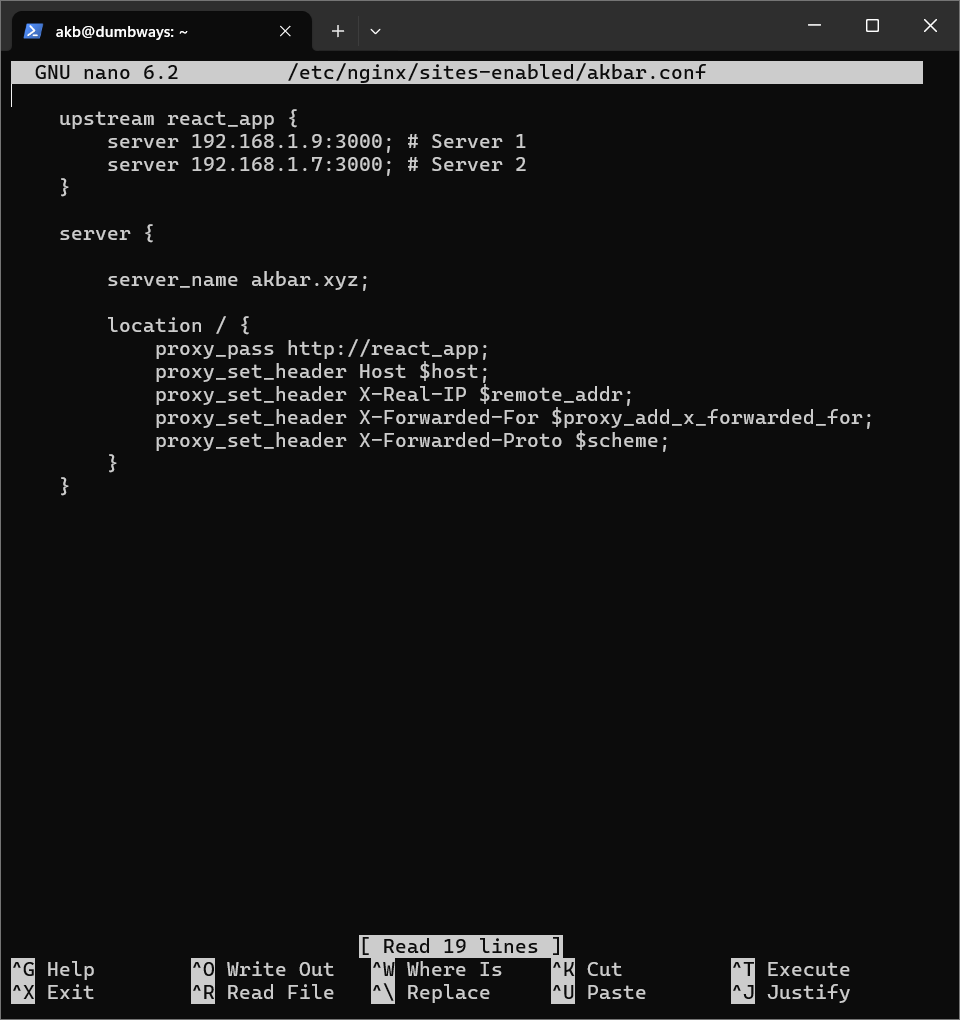 akb@dumbways: ~
GNU nano 6.2 /etc/nginx/sites-enabled/akbar.conf
upstream react_app {
server 192.168.1.9:3000; # Server 1
server 192.168.1.7:3000; # Server 2
}
server {
server_name akbar.xyz;
location / {
proxy_pass http://react_app;
proxy_set_header Host $host;
proxy_set_header X-Real-IP $remote_addr;
proxy_set_header X-Forwarded-For $proxy_add_x_forwarded_for;
proxy_set_header X-Forwarded-Proto $scheme;
}
}
[ Read 19 lines ]
^G Help ^O Write Out ^W Where Is ^K Cut ^T Execute
^X Exit ^R Read File ^\ Replace ^U Paste ^J Justify